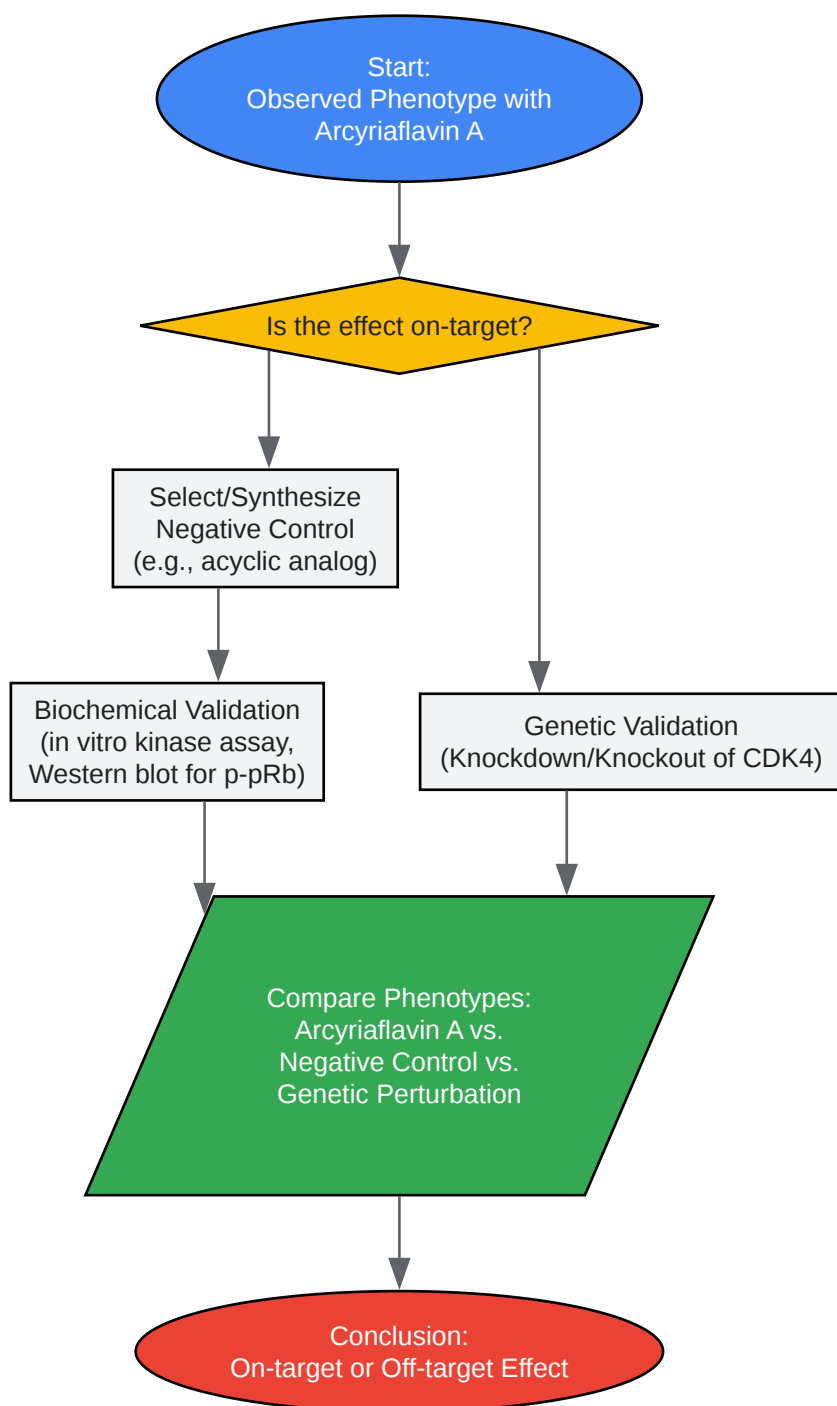 Start:
Observed Phenotype with
Arcyriaflavin A
Is the effect on-target?
Select/Synthesize
Negative Control
(e.g., acyclic analog)
Biochemical Validation
(in vitro kinase assay,
Western blot for p-pRb)
Genetic Validation
(Knockdown/Knockout of CDK4)
Compare Phenotypes:
Arcyriaflavin A vs.
Negative Control vs.
Genetic Perturbation
Conclusion:
On-target or Off-target Effect